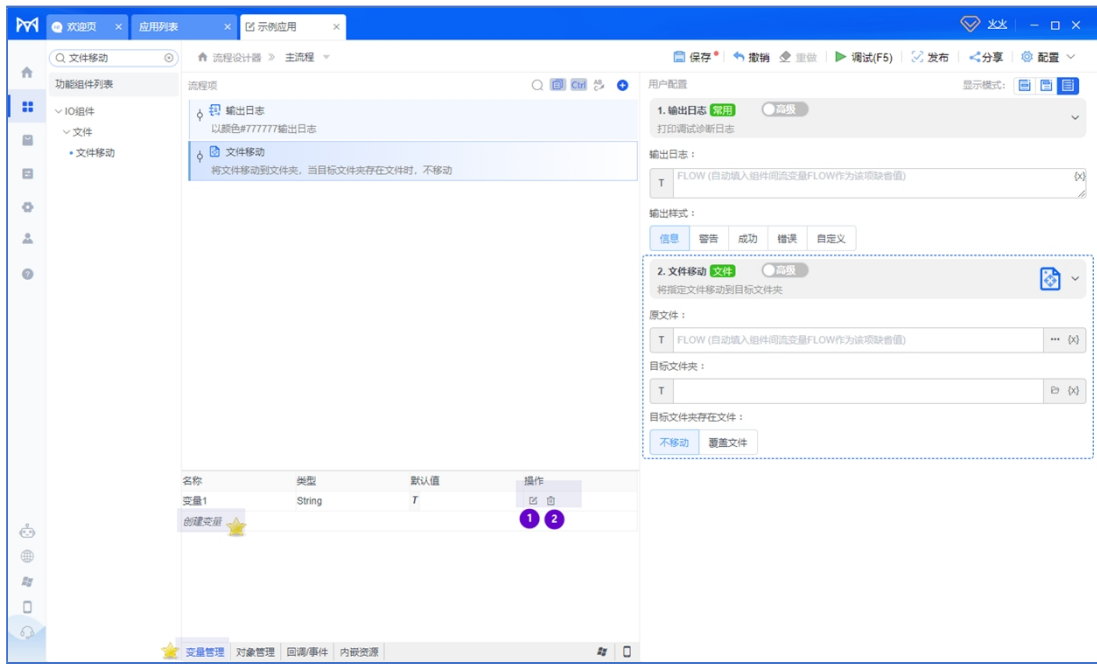 欢迎页 ×
应用列表 ×
示例应用 ×
火火
文件移动
流程设计器 》 主流程
保存*
撤销
重做
调试(F5)
发布
分享
配置
功能组件列表
IO组件
文件
文件移动
流程项
Ctrl
输出日志
以颜色#777777输出日志
文件移动
将文件移动到文件夹，当目标文件夹存在文件时，不移动
用户配置
显示模式：
1. 输出日志 常用 高级
打印调试诊断日志
输出日志：
T FLOW (自动填入组件间流变量FLOW作为该项缺省值) {x}
输出样式：
信息 警告 成功 错误 自定义
2. 文件移动 文件 高级
将指定文件移动到目标文件夹
原文件：
T FLOW (自动填入组件间流变量FLOW作为该项缺省值) ··· {x}
目标文件夹：
T {x}
目标文件夹存在文件：
不移动 覆盖文件
名称 类型 默认值 操作
变量1 String T
创建变量
1 2
变量管理 对象管理 回调/事件 内嵌资源